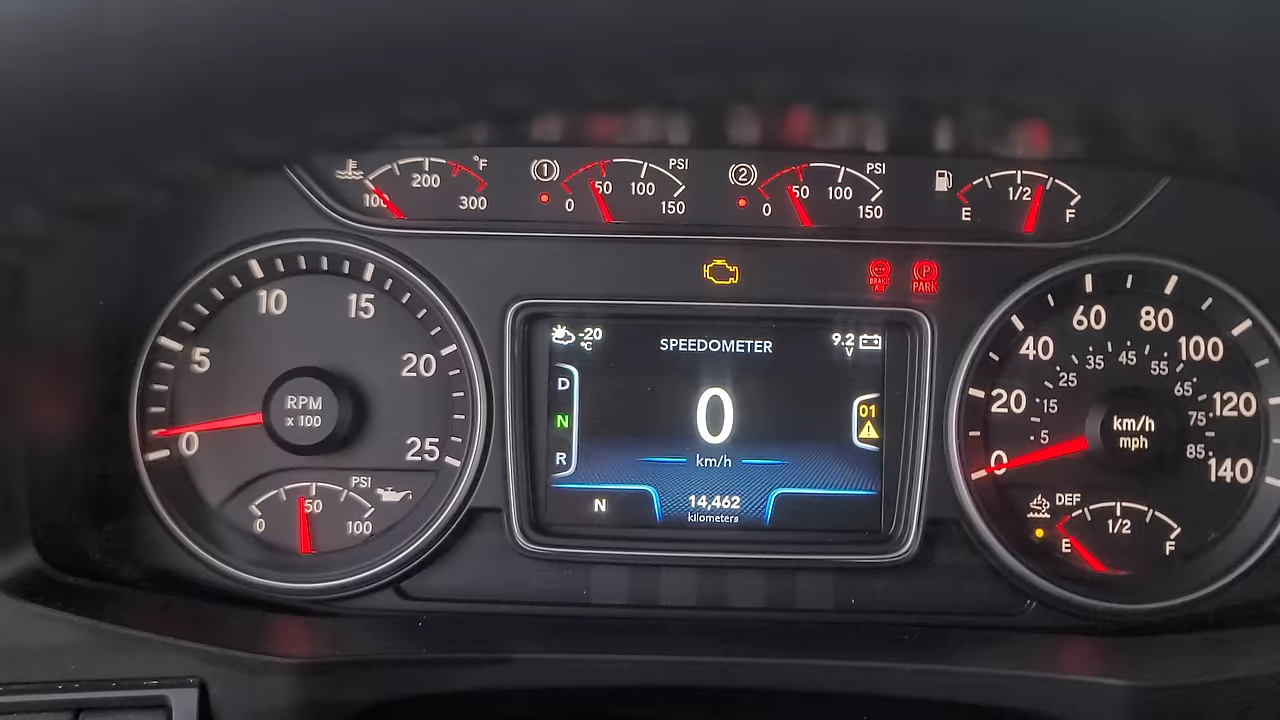 °F
100
200
300
(1)
PSI
0
50
100
150
(2)
PSI
0
50
100
150
1/2
E
F
BRAKE
PARK
5
10
15
20
25
0
RPM
x 100
PSI
0
50
100
-20
°C
SPEEDOMETER
9.2
V
D
N
R
0
km/h
01
N
14,462
kilometers
0
20
40
60
80
100
120
140
5
15
25
35
45
55
65
75
85
km/h
mph
DEF
E
1/2
F